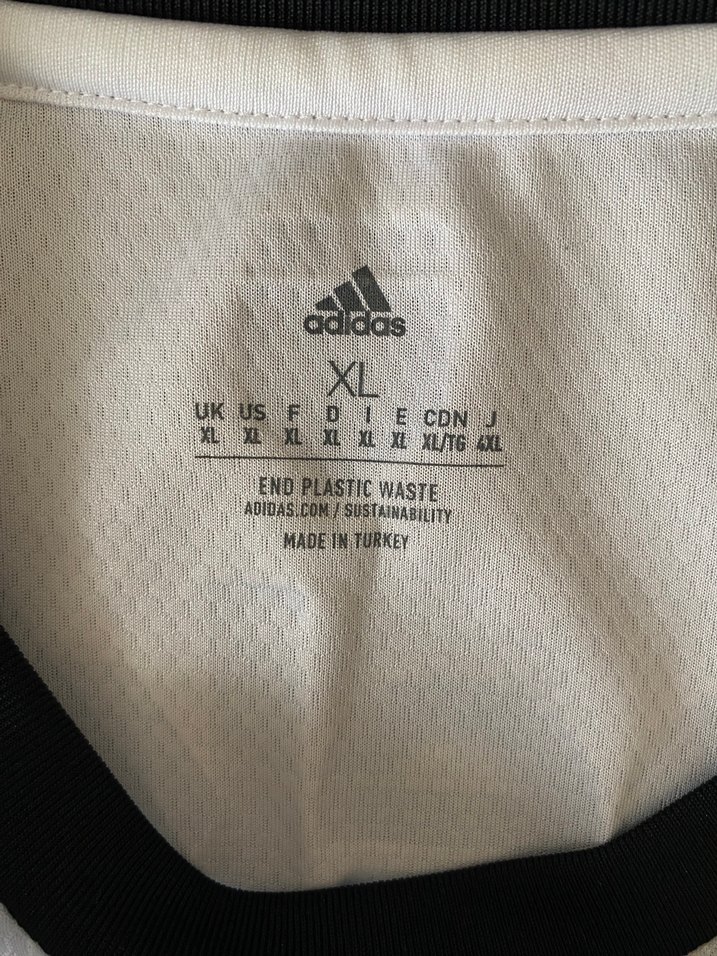 adidas
XL
UK US F D I E CDN J
XL XL XL XL XL XL XL/TG 4XL
END PLASTIC WASTE
ADIDAS.COM / SUSTAINABILITY
MADE IN TURKEY